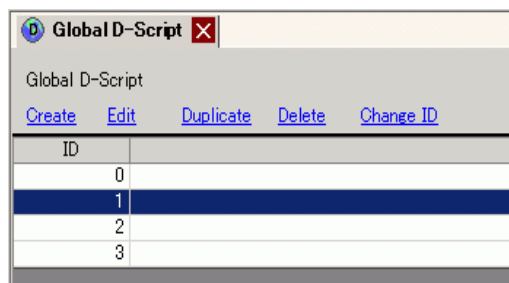 Global D-Script
Global D-Script
Create Edit Duplicate Delete Change ID
ID
0
1
2
3